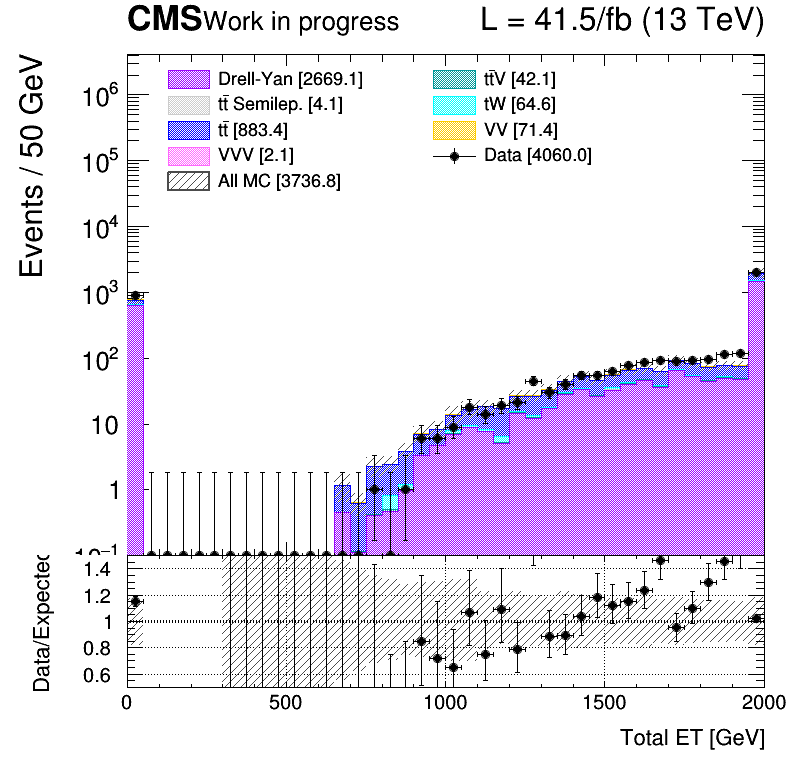 CMS Work in progress L = 41.5/fb (13 TeV)
Events / 50 GeV
Drell-Yan [2669.1]
tt̄ Semilep. [4.1]
tt̄ [883.4]
VVV [2.1]
All MC [3736.8]
tt̄V [42.1]
tW [64.6]
VV [71.4]
Data [4060.0]
10⁶
10⁵
10⁴
10³
10²
10
1
10⁻¹
Data/Expected
1.4
1.2
1
0.8
0.6
0 500 1000 1500 2000
Total ET [GeV]